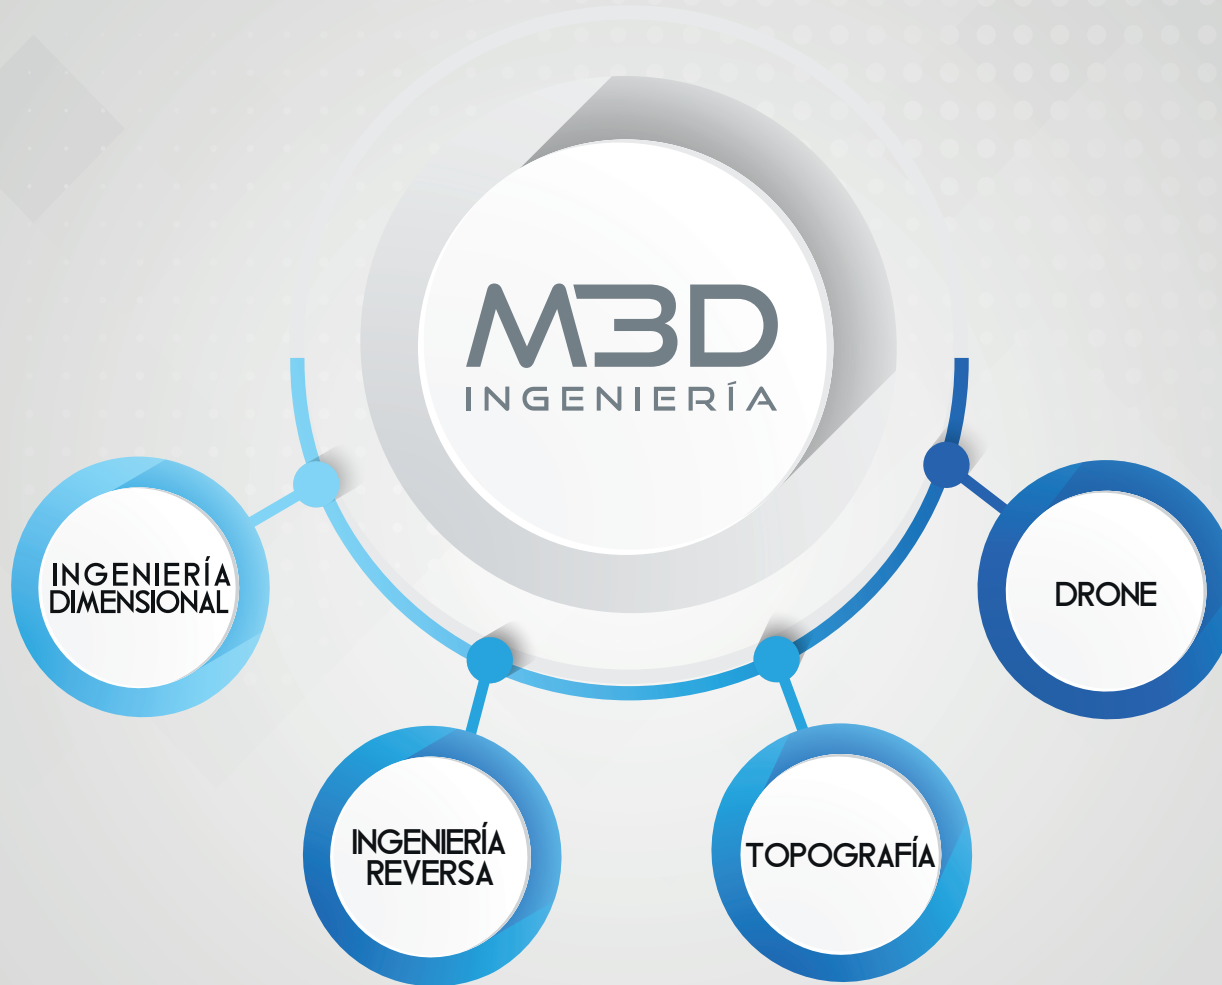 M3D
INGENIERÍA
INGENIERÍA
DIMENSIONAL
INGENIERÍA
REVERSA
TOPOGRAFÍA
DRONE